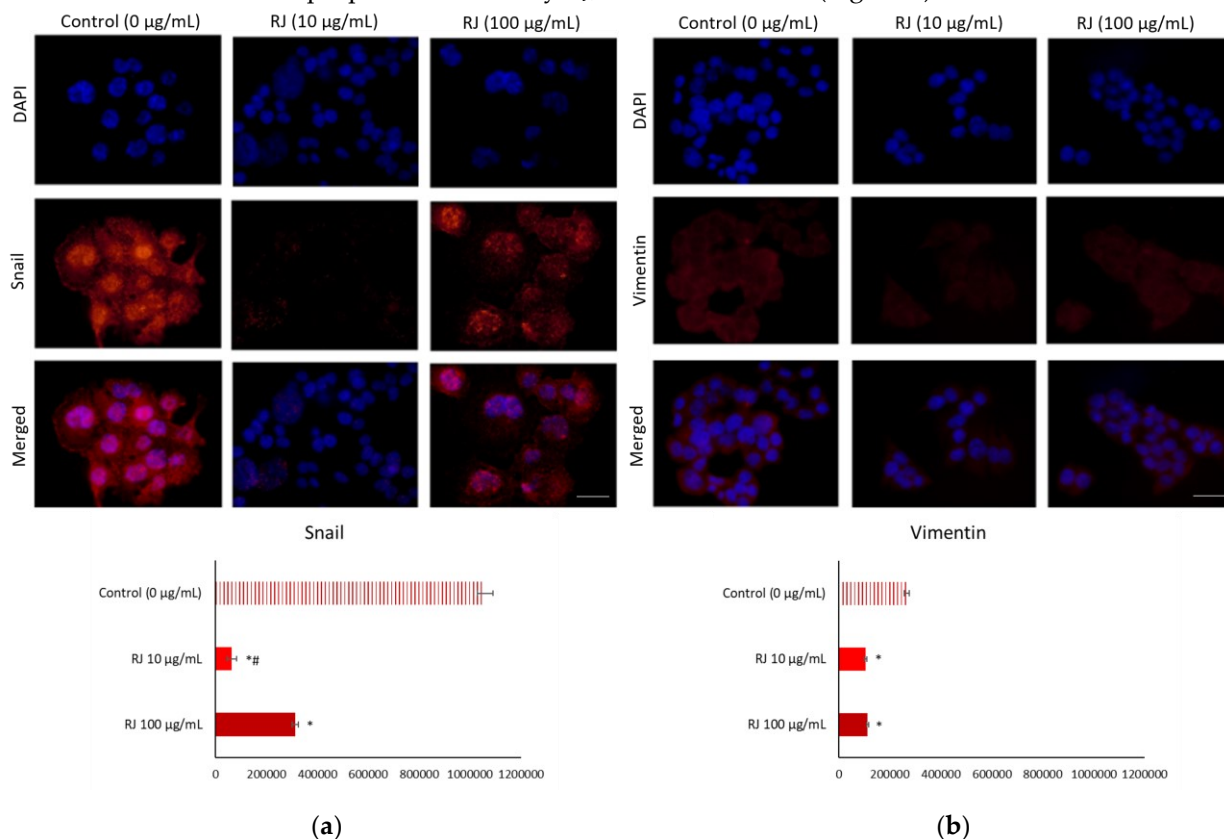 Control (0 µg/mL) RJ (10 µg/mL) RJ (100 µg/mL)
DAPI
Snail
Merged
Snail
Control (0 µg/mL)
RJ 10 µg/mL *#
RJ 100 µg/mL *
0 200000 400000 600000 800000 1000000 1200000
(a)
Control (0 µg/mL) RJ (10 µg/mL) RJ (100 µg/mL)
DAPI
Vimentin
Merged
Vimentin
Control (0 µg/mL)
RJ 10 µg/mL *
RJ 100 µg/mL *
0 200000 400000 600000 800000 1000000 1200000
(b)